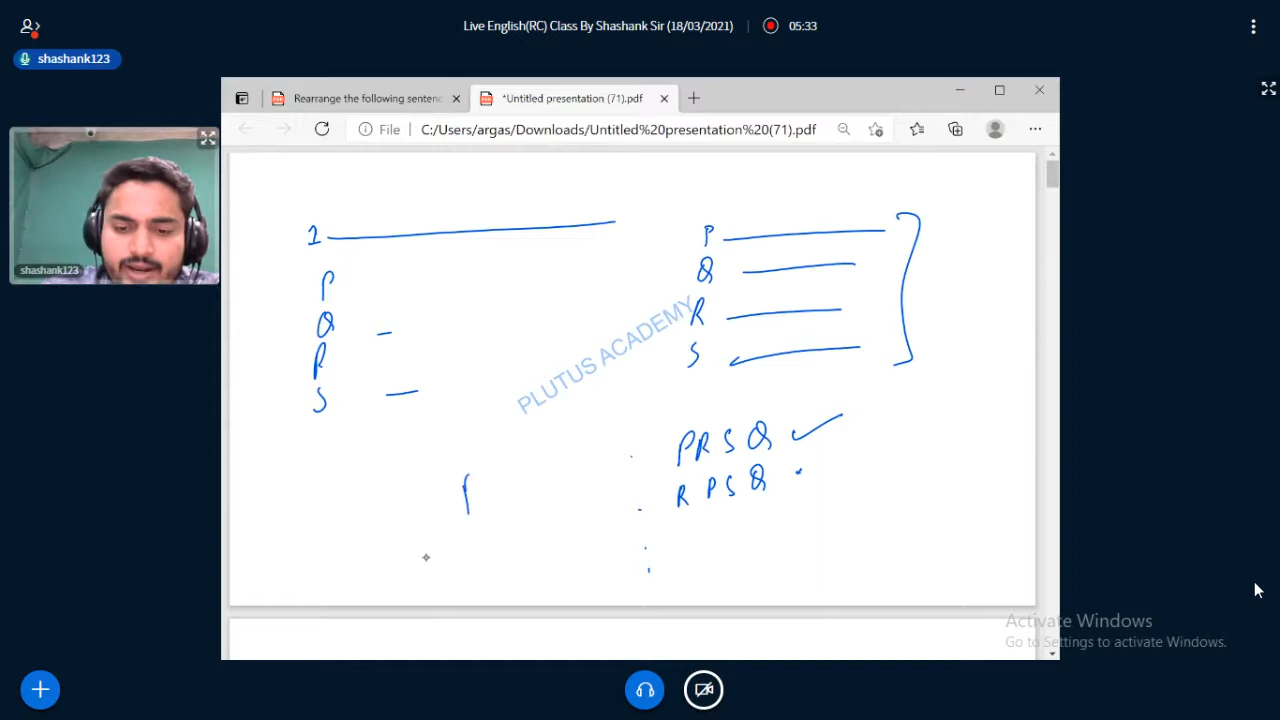 Live English(RC) Class By Shashank Sir (18/03/2021)
05:33
shashank123
Rearrange the following sentenc
*Untitled presentation (71).pdf
File
C:/Users/argas/Downloads/Untitled%20presentation%20(71).pdf
shashank123
1
P
Q
R
S
P
Q
R
S
PLUTUS ACADEMY
PRSQ
RPSQ
Activate Windows
Go to Settings to activate Windows.